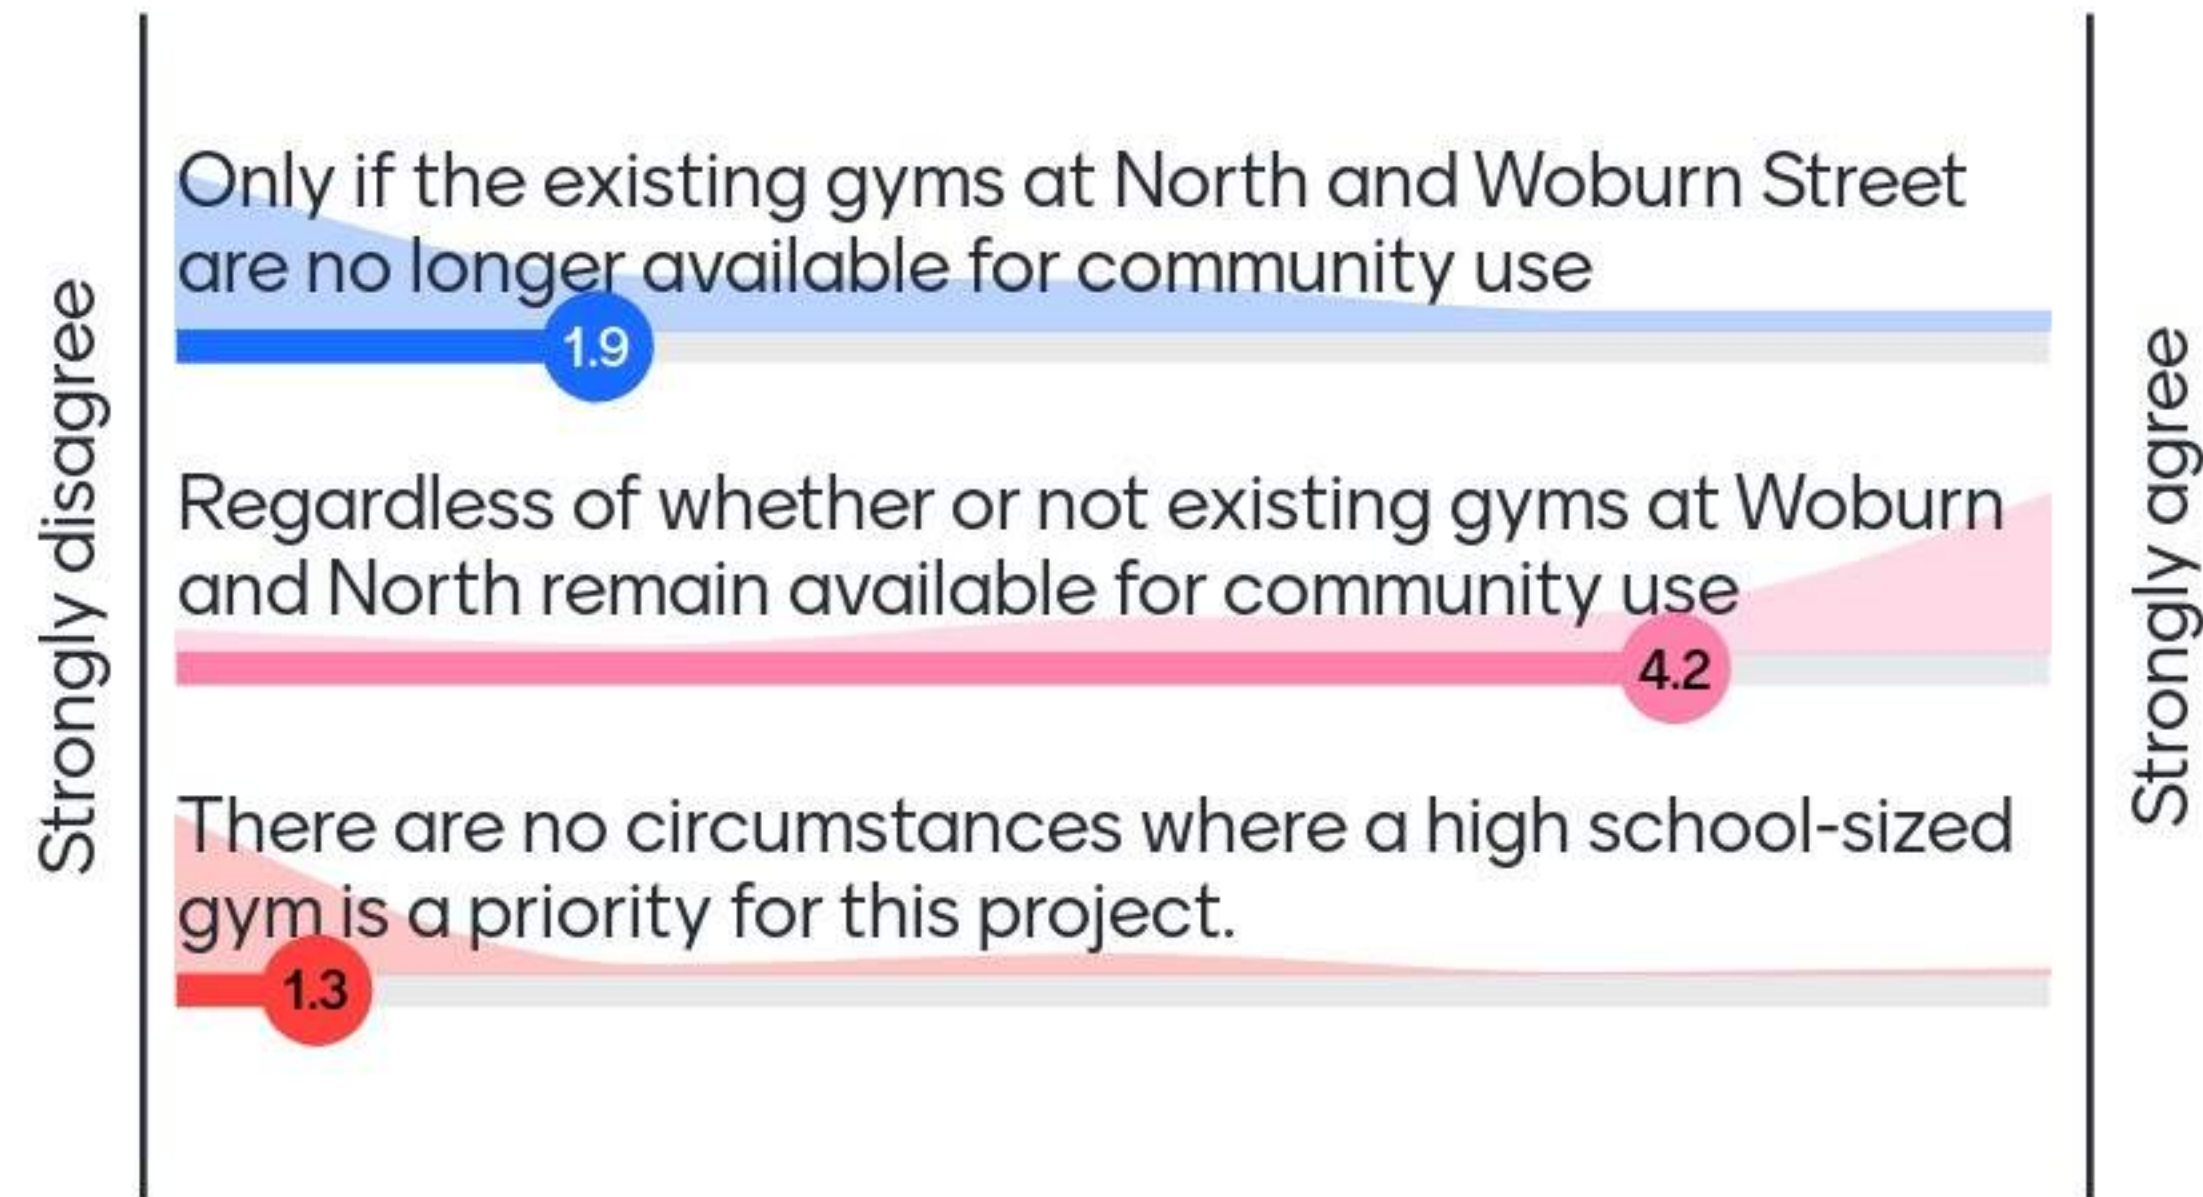 Strongly disagree
Only if the existing gyms at North and Woburn Street
are no longer available for community use
1.9
Regardless of whether or not existing gyms at Woburn
and North remain available for community use
4.2
There are no circumstances where a high school-sized
gym is a priority for this project.
1.3
Strongly agree